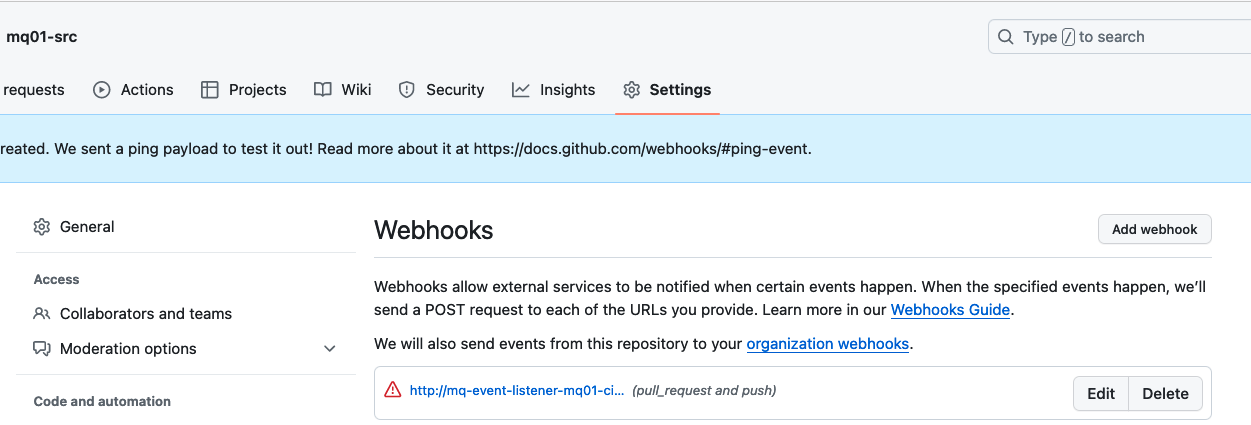 mq01-src
Type / to search
requests Actions Projects Wiki Security Insights Settings
reated. We sent a ping payload to test it out! Read more about it at https://docs.github.com/webhooks/#ping-event.
General
Access
Collaborators and teams
Moderation options
Code and automation
Webhooks
Add webhook
Webhooks allow external services to be notified when certain events happen. When the specified events happen, we’ll
send a POST request to each of the URLs you provide. Learn more in our Webhooks Guide.
We will also send events from this repository to your organization webhooks.
http://mq-event-listener-mq01-ci... (pull_request and push)
Edit Delete